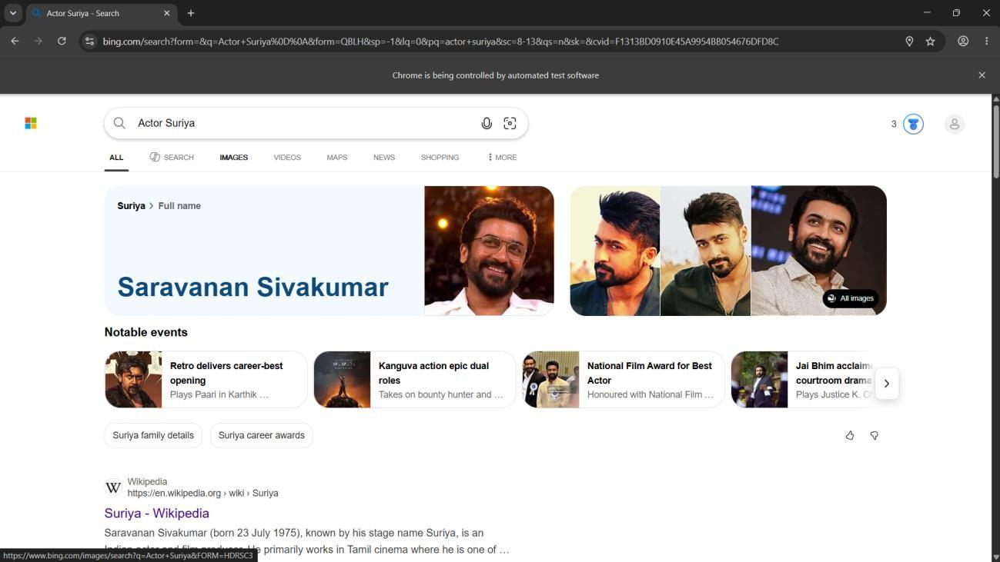 Actor Suriya - Search
bing.com/search?form=&q=Actor+Suriya%0D%0A&form=QBLH&sp=-1&lq=0&pq=actor+suriya&sc=8-13&qs=n&sk=&cvid=F1313BD0910E45A9954BB054676DFD8C
Chrome is being controlled by automated test software
Actor Suriya
3
ALL SEARCH IMAGES VIDEOS MAPS NEWS SHOPPING MORE
Suriya > Full name
Saravanan Sivakumar
All images
Notable events
Retro delivers career-best
opening
Plays Paari in Karthik ...
Kanguva action epic dual
roles
Takes on bounty hunter and ...
National Film Award for Best
Actor
Honoured with National Film ...
Jai Bhim acclaime
courtroom drama
Plays Justice K. Ch
Suriya family details
Suriya career awards
W
Wikipedia
https://en.wikipedia.org › wiki › Suriya
Suriya - Wikipedia
Saravanan Sivakumar (born 23 July 1975), known by his stage name Suriya, is an
Indian actor and film producer. He primarily works in Tamil cinema where he is one of ...
https://www.bing.com/images/search?q=Actor+Suriya&FORM=HDRSC3